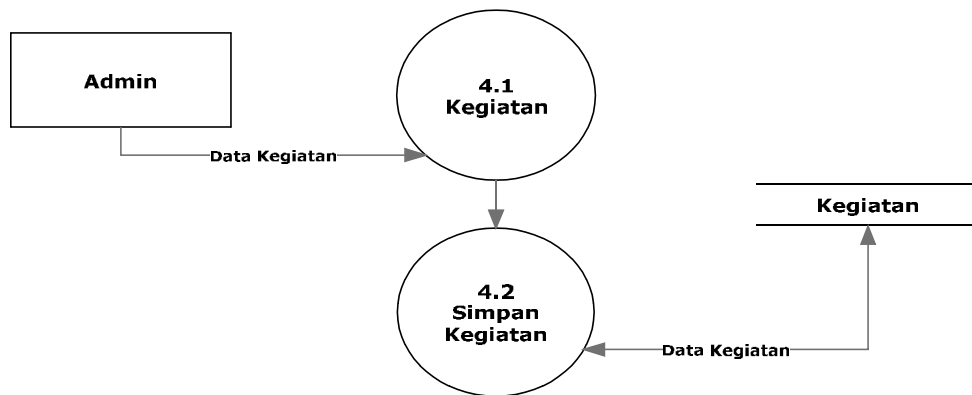 Admin
4.1
Kegiatan
Data Kegiatan
Kegiatan
4.2
Simpan
Kegiatan
Data Kegiatan